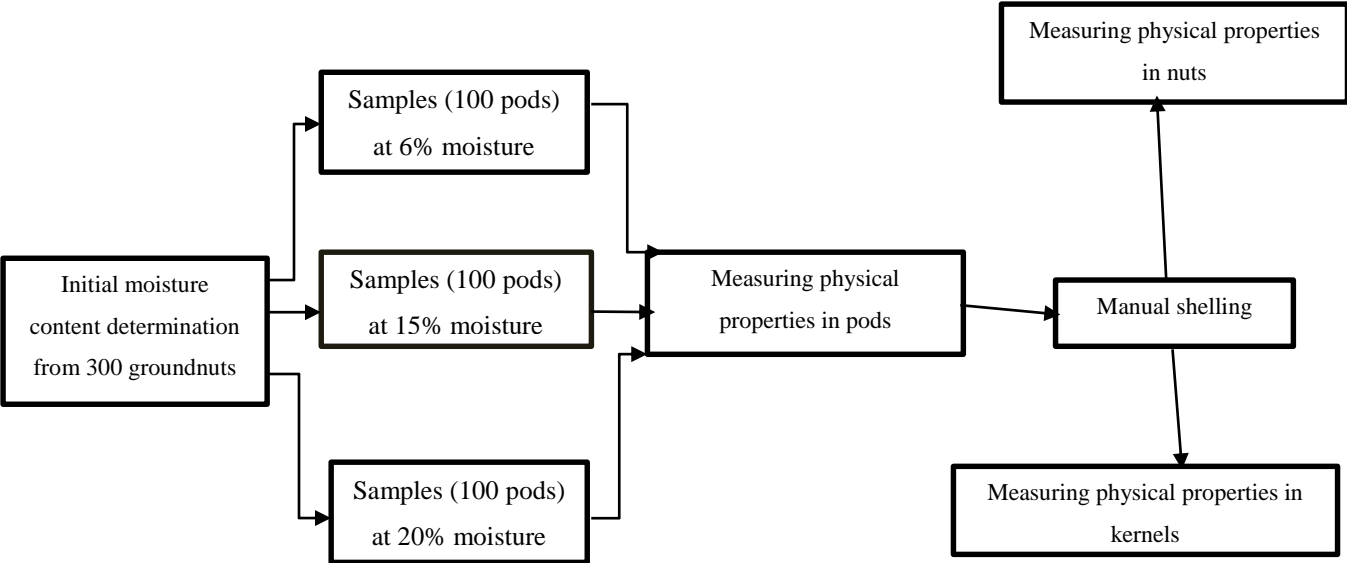 Initial moisture
content determination
from 300 groundnuts
Samples (100 pods)
at 6% moisture
Samples (100 pods)
at 15% moisture
Samples (100 pods)
at 20% moisture
Measuring physical
properties in pods
Manual shelling
Measuring physical properties
in nuts
Measuring physical properties in
kernels